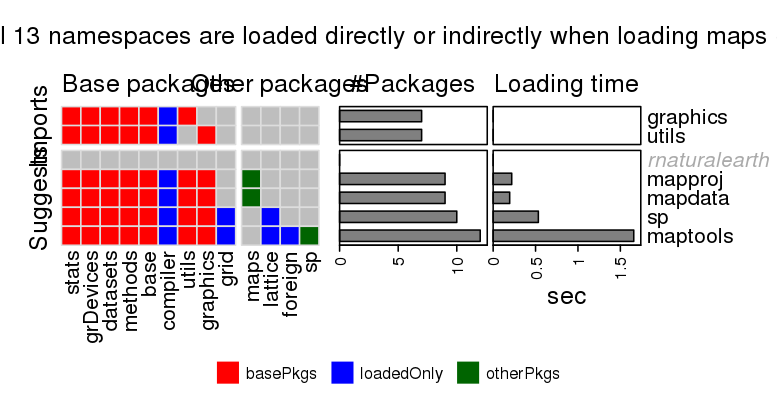 l 13 namespaces are loaded directly or indirectly when loading maps
Base packages
Other packages
#Packages
Loading time
Imports
Suggests
graphics
utils
rnaturalearth
mapproj
mapdata
sp
maptools
stats
grDevices
datasets
methods
base
compiler
utils
graphics
grid
maps
lattice
foreign
sp
0
5
10
0
0.5
1
1.5
sec
basePkgs
loadedOnly
otherPkgs